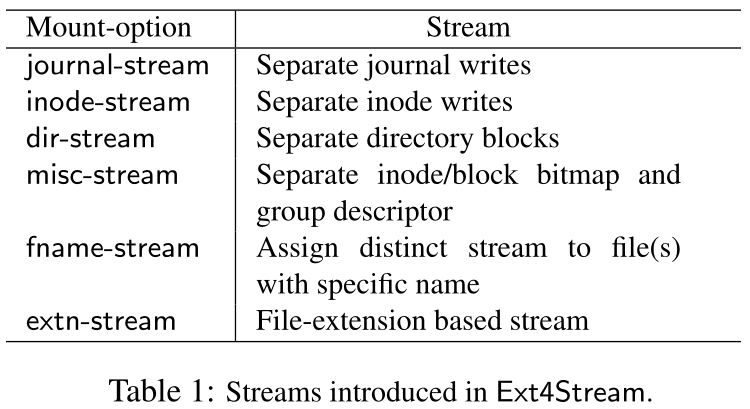 Mount-option Stream
journal-stream Separate journal writes
inode-stream Separate inode writes
dir-stream Separate directory blocks
misc-stream Separate inode/block bitmap and
group descriptor
fname-stream Assign distinct stream to file(s)
with specific name
extn-stream File-extension based stream
Table 1: Streams introduced in Ext4Stream.